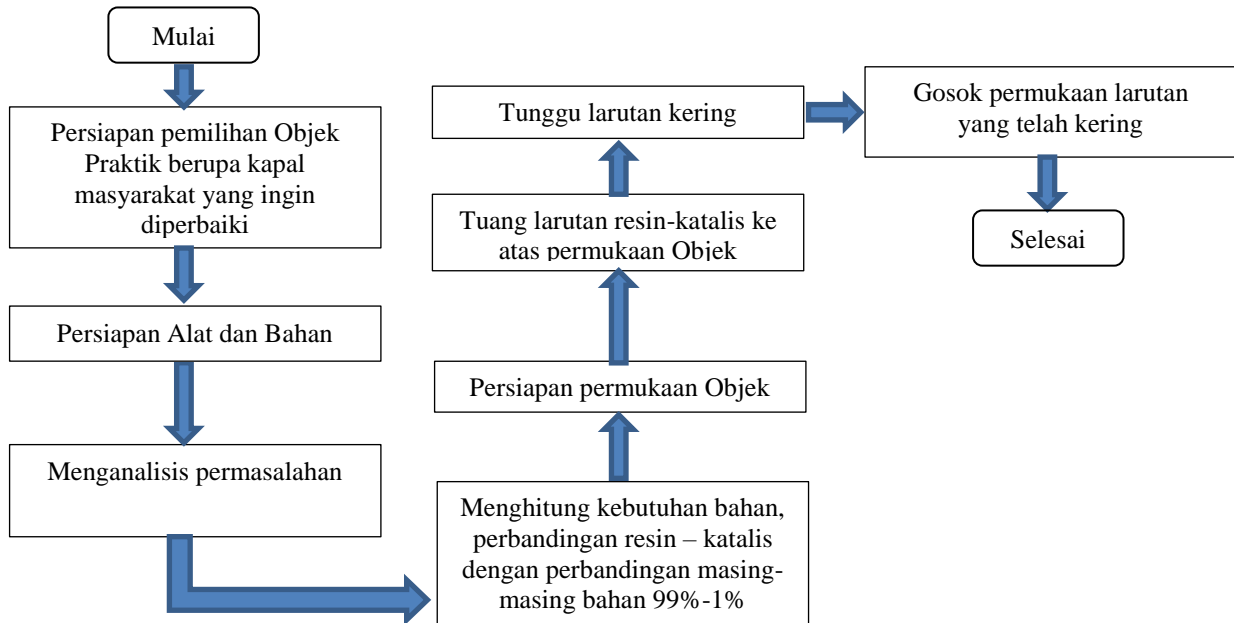 Mulai
Persiapan pemilihan Objek
Praktik berupa kapal
masyarakat yang ingin
diperbaiki
Persiapan Alat dan Bahan
Menganalisis permasalahan
Menghitung kebutuhan bahan,
perbandingan resin – katalis
dengan perbandingan masing-
masing bahan 99%-1%
Persiapan permukaan Objek
Tuang larutan resin-katalis ke
atas permukaan Objek
Tunggu larutan kering
Gosok permukaan larutan
yang telah kering
Selesai